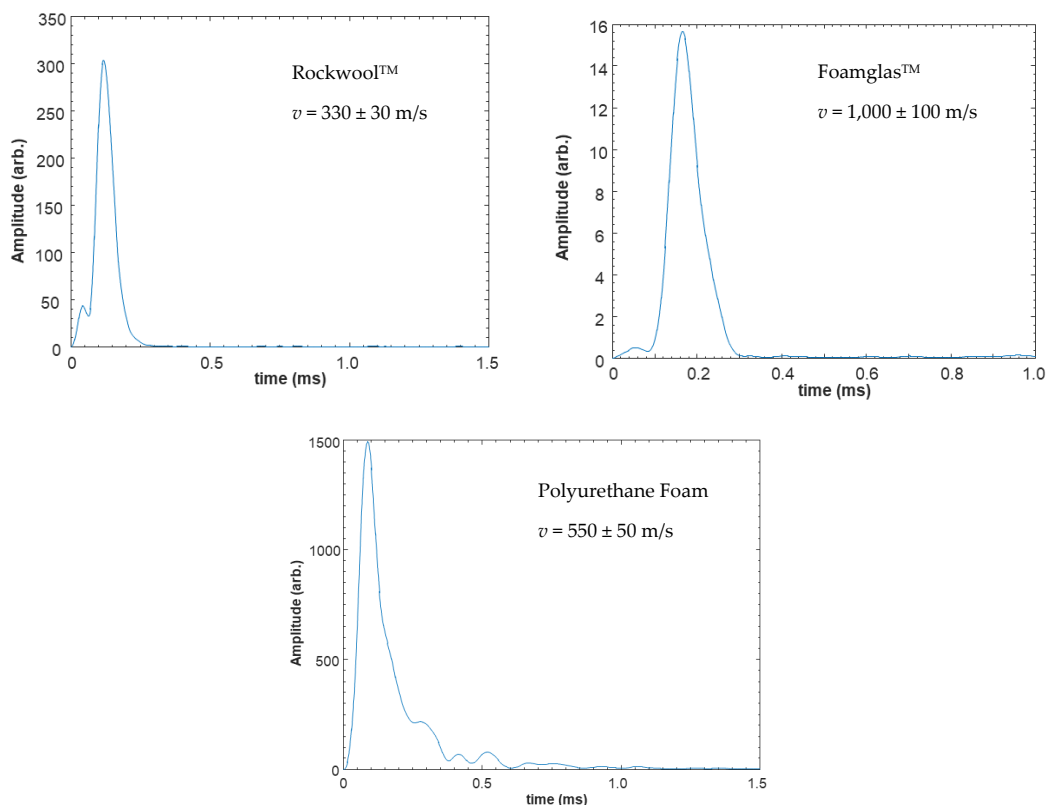 350
300
250
200
150
100
50
0
Amplitude (arb.)
Rockwool™
v = 330 ± 30 m/s
0 0.5 1.0 1.5
time (ms)
16
14
12
10
8
6
4
2
0
Amplitude (arb.)
Foamglas™
v = 1,000 ± 100 m/s
0 0.2 0.4 0.6 0.8 1.0
time (ms)
1500
1000
500
0
Amplitude (arb.)
Polyurethane Foam
v = 550 ± 50 m/s
0 0.5 1.0 1.5
time (ms)